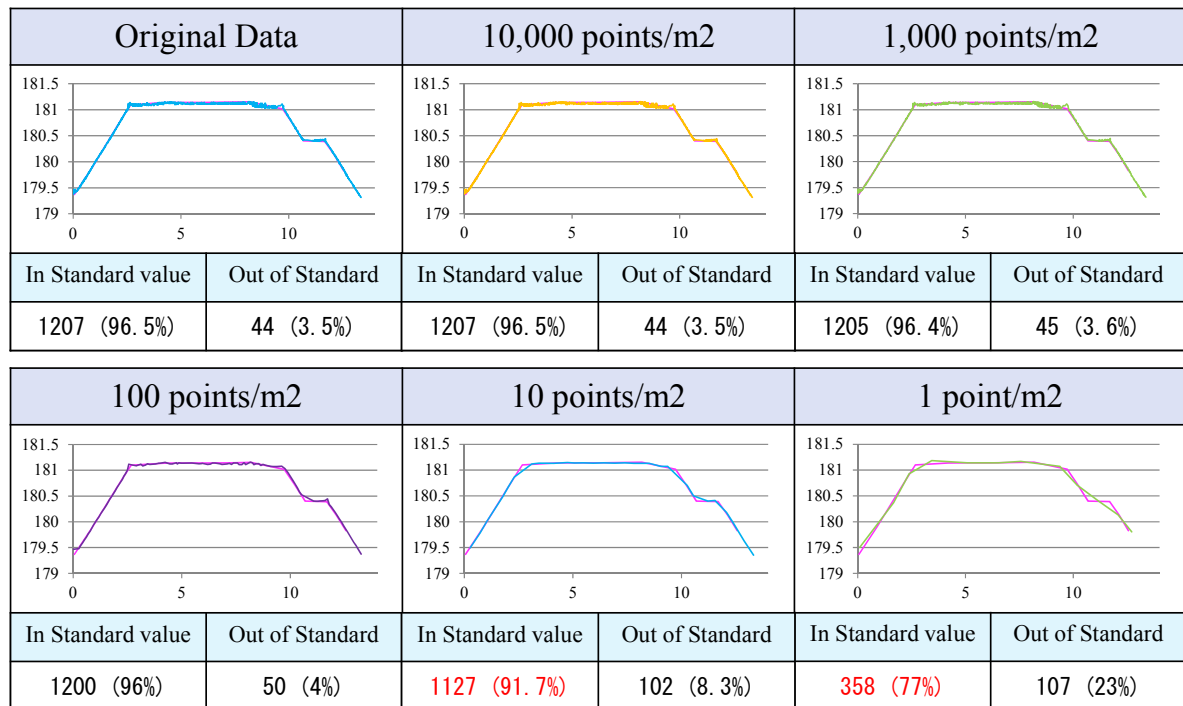 Original Data 10,000 points/m2 1,000 points/m2
181.5 181.5 181.5
181 181 181
180.5 180.5 180.5
180 180 180
179.5 179.5 179.5
179 179 179
0 5 10 0 5 10 0 5 10
In Standard value Out of Standard In Standard value Out of Standard In Standard value Out of Standard
1207 (96.5%) 44 (3.5%) 1207 (96.5%) 44 (3.5%) 1205 (96.4%) 45 (3.6%)
100 points/m2 10 points/m2 1 point/m2
181.5 181.5 181.5
181 181 181
180.5 180.5 180.5
180 180 180
179.5 179.5 179.5
179 179 179
0 5 10 0 5 10 0 5 10
In Standard value Out of Standard In Standard value Out of Standard In Standard value Out of Standard
1200 (96%) 50 (4%) 1127 (91.7%) 102 (8.3%) 358 (77%) 107 (23%)